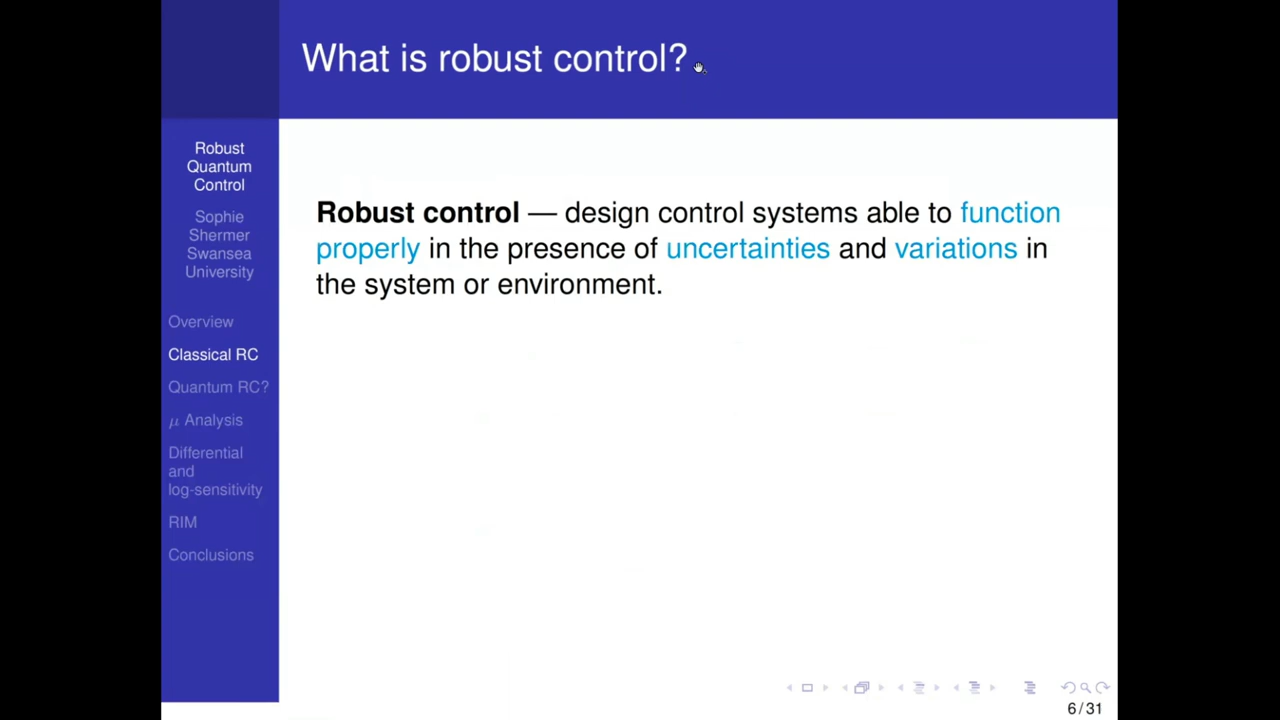 What is robust control?
Robust
Quantum
Control
Sophie
Shermer
Swansea
University
Overview
Classical RC
Quantum RC?
μ Analysis
Differential
and
log-sensitivity
RIM
Conclusions
Robust control — design control systems able to function
properly in the presence of uncertainties and variations in
the system or environment.
6/31